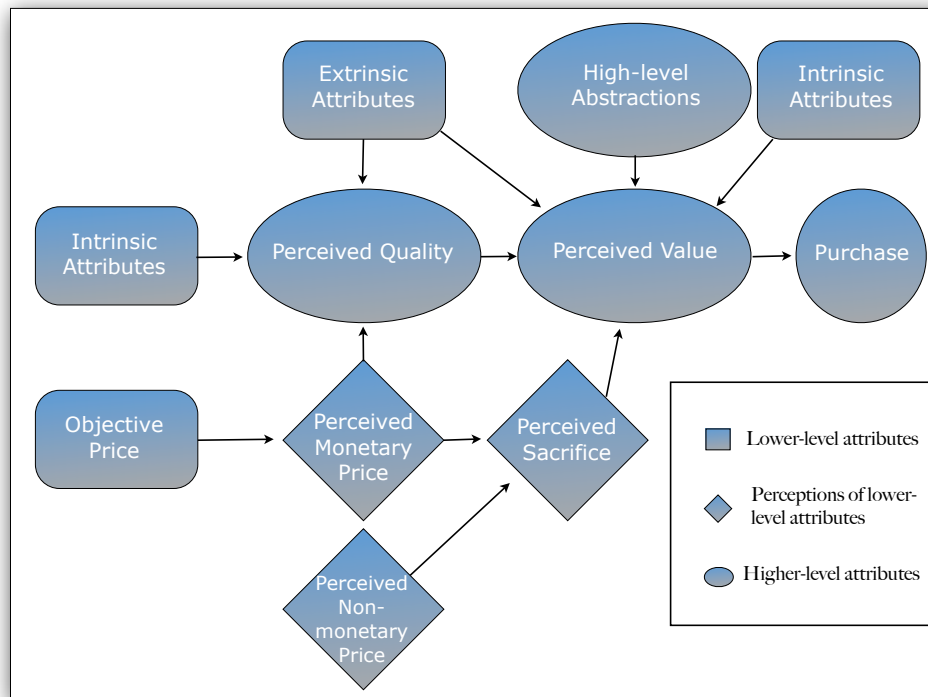 Extrinsic
Attributes
High-level
Abstractions
Intrinsic
Attributes
Intrinsic
Attributes
Perceived Quality
Perceived Value
Purchase
Objective
Price
Perceived
Monetary
Price
Perceived
Sacrifice
Perceived
Non-
monetary
Price
Lower-level attributes
Perceptions of lower-
level attributes
Higher-level attributes